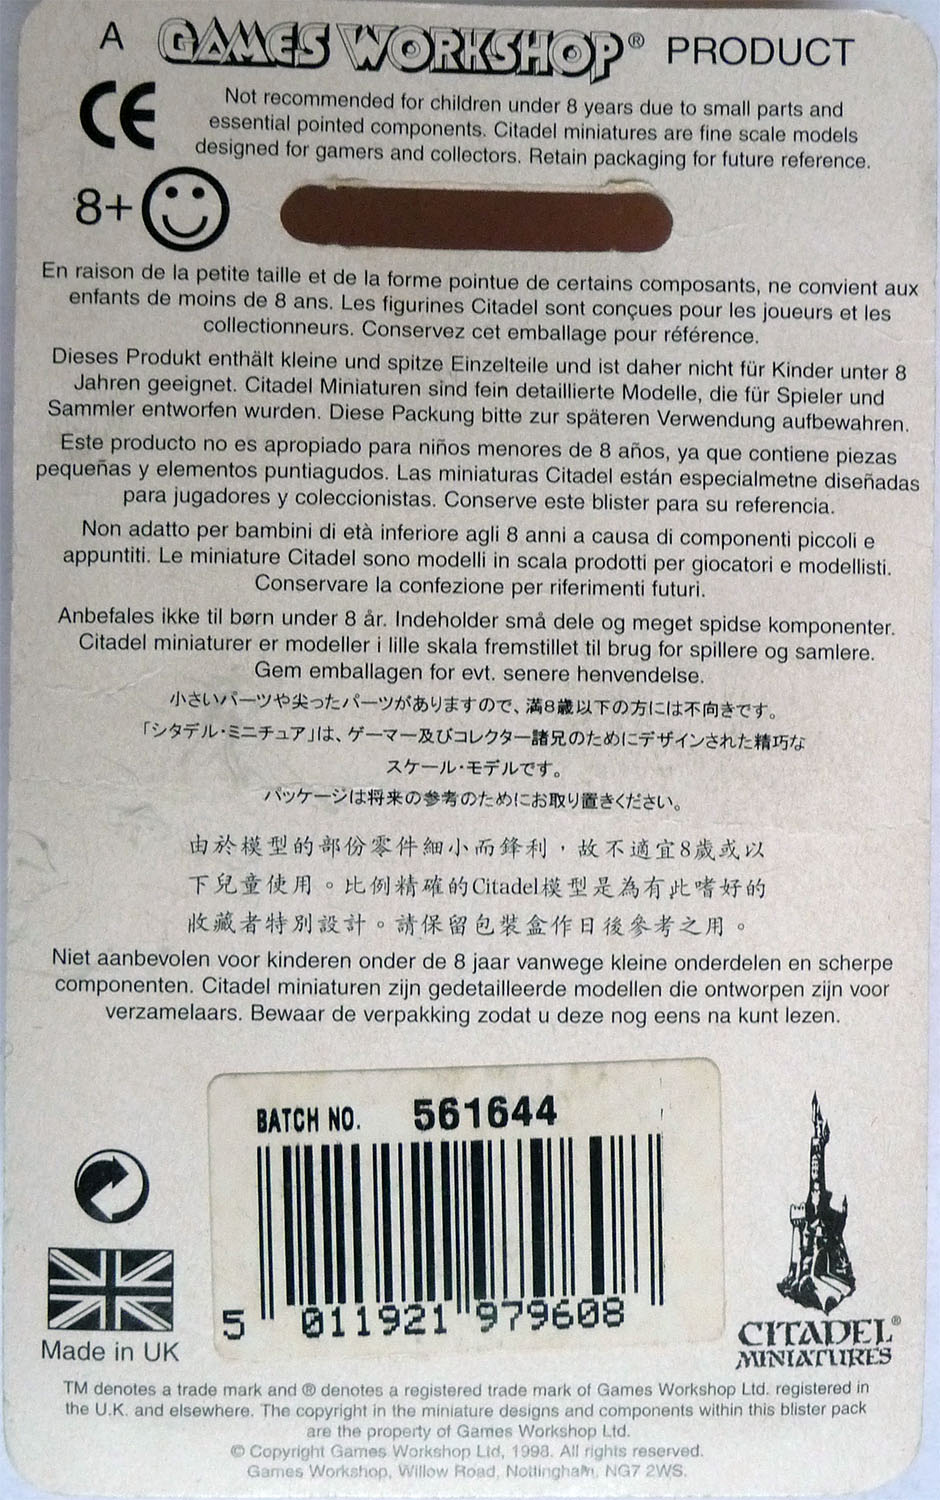 A GAMES WORKSHOP® PRODUCT
CE
Not recommended for children under 8 years due to small parts and
essential pointed components. Citadel miniatures are fine scale models
designed for gamers and collectors. Retain packaging for future reference.
8+
En raison de la petite taille et de la forme pointue de certains composants, ne convient aux
enfants de moins de 8 ans. Les figurines Citadel sont conçues pour les joueurs et les
collectionneurs. Conservez cet emballage pour référence.
Dieses Produkt enthält kleine und spitze Einzelteile und ist daher nicht für Kinder unter 8
Jahren geeignet. Citadel Miniaturen sind fein detaillierte Modelle, die für Spieler und
Sammler entworfen wurden. Diese Packung bitte zur späteren Verwendung aufbewahren.
Este producto no es apropiado para niños menores de 8 años, ya que contiene piezas
pequeñas y elementos puntiagudos. Las miniaturas Citadel están especialmetne diseñadas
para jugadores y coleccionistas. Conserve este blister para su referencia.
Non adatto per bambini di età inferiore agli 8 anni a causa di componenti piccoli e
appuntiti. Le miniature Citadel sono modelli in scala prodotti per giocatori e modellisti.
Conservare la confezione per riferimenti futuri.
Anbefales ikke til børn under 8 år. Indeholder små dele og meget spidse komponenter.
Citadel miniaturer er modeller i lille skala fremstillet til brug for spillere og samlere.
Gem emballagen for evt. senere henvendelse.
小さいパーツや尖ったパーツがありますので、満8歳以下の方には不向きです。
「シタデル・ミニチュア」は、ゲーマー及びコレクター諸兄のためにデザインされた精巧な
スケール・モデルです。
パッケージは将来の参考のためにお取り置きください。
由於模型的部份零件細小而鋒利，故不適宜8歲或以
下兒童使用。比例精確的Citadel模型是為有此嗜好的
收藏者特別設計。請保留包裝盒作日後參考之用。
Niet aanbevolen voor kinderen onder de 8 jaar vanwege kleine onderdelen en scherpe
componenten. Citadel miniaturen zijn gedetailleerde modellen die ontworpen zijn voor
verzamelaars. Bewaar de verpakking zodat u deze nog eens na kunt lezen.
BATCH NO. 561644
5 011921 979608
Made in UK
CITADEL®
MINIATURES
TM denotes a trade mark and ® denotes a registered trade mark of Games Workshop Ltd. registered in
the U.K. and elsewhere. The copyright in the miniature designs and components within this blister pack
are the property of Games Workshop Ltd.
© Copyright Games Workshop Ltd, 1998. All rights reserved.
Games Workshop, Willow Road, Nottingham, NG7 2WS.